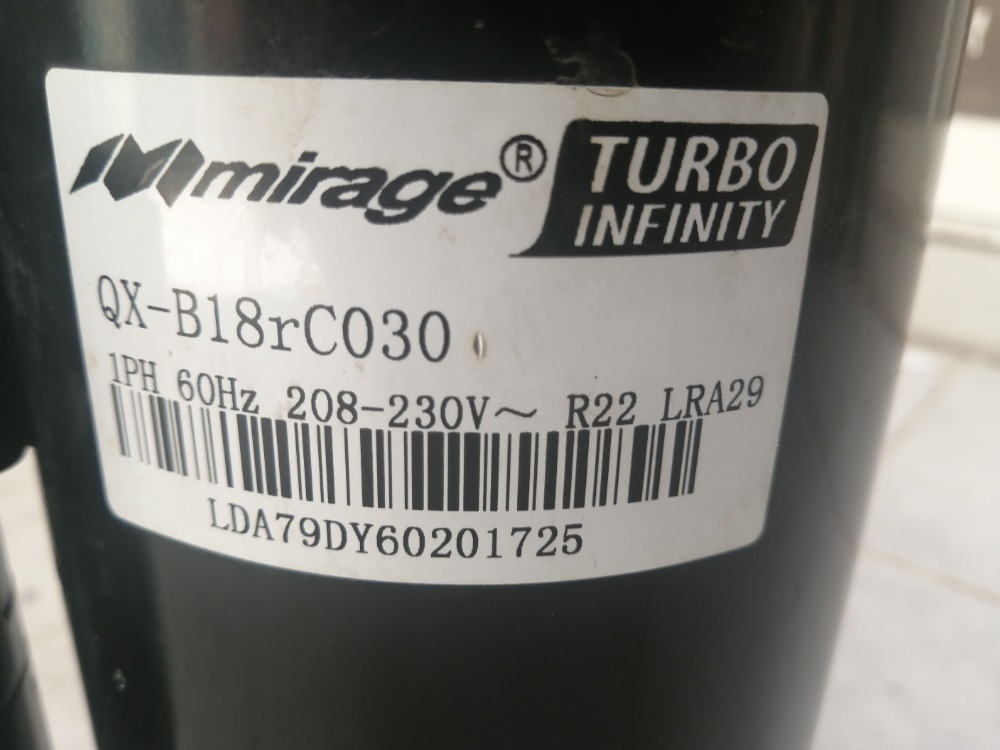 mirage® TURBO
INFINITY
QX-B18rC030
1PH 60Hz 208-230V～ R22 LRA29
LDA79DY60201725